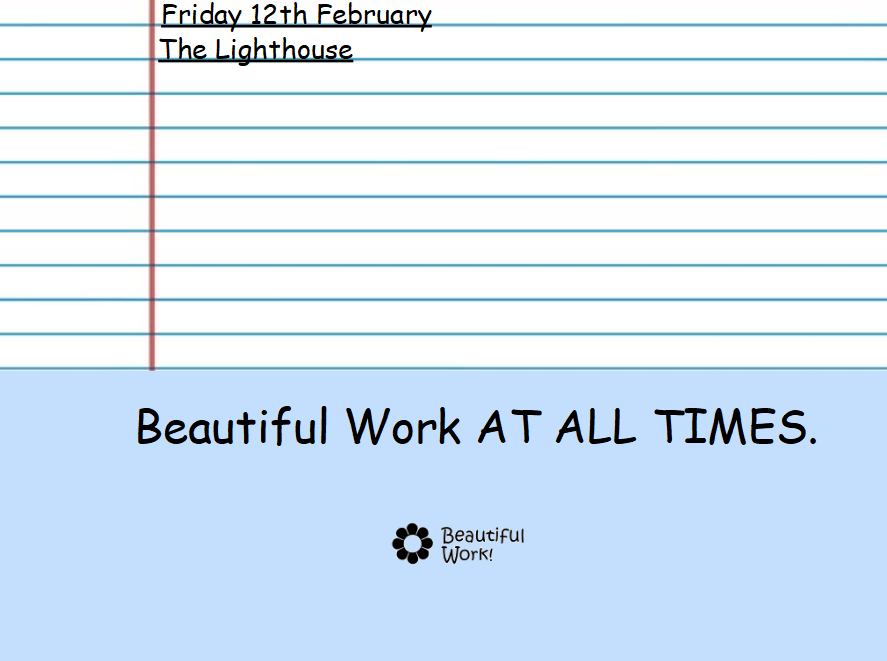 Friday 12th February
The Lighthouse
Beautiful Work AT ALL TIMES.
Beautiful
Work!